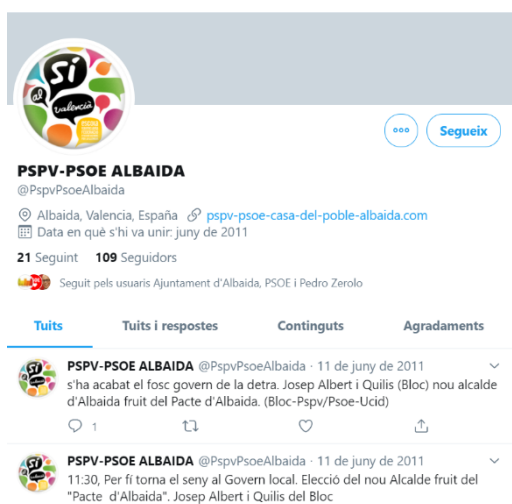 Sí
al
valencià
Segueix
PSPV-PSOE ALBAIDA
@PspvPsoeAlbaida
Albaida, Valencia, España pspv-psoe-casa-del-poble-albaida.com
Data en què s'hi va unir: juny de 2011
21 Seguint 109 Seguidors
Seguit pels usuaris Ajuntament d'Albaida, PSOE i Pedro Zerolo
Tuits Tuits i respostes Continguts Agradaments
PSPV-PSOE ALBAIDA @PspvPsoeAlbaida · 11 de juny de 2011
s'ha acabat el fosc govern de la detra. Josep Albert i Quilis (Bloc) nou alcalde
d'Albaida fruit del Pacte d'Albaida. (Bloc-Pspv/Psoe-Ucid)
1
PSPV-PSOE ALBAIDA @PspvPsoeAlbaida · 11 de juny de 2011
11:30, Per fí torna el seny al Govern local. Elecció del nou Alcalde fruit del
"Pacte d'Albaida". Josep Albert i Quilis del Bloc